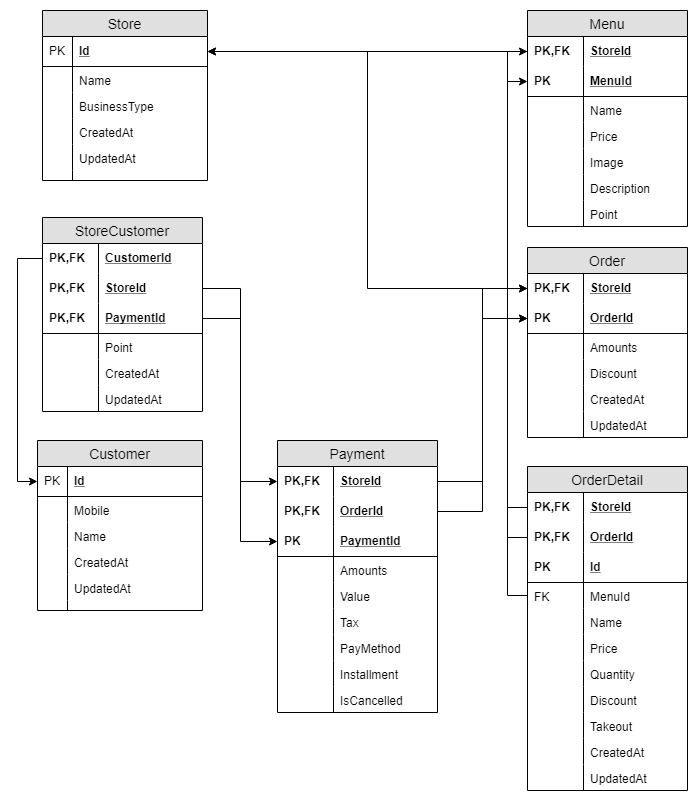 Store
PK Id
Name
BusinessType
CreatedAt
UpdatedAt
Menu
PK,FK StoreId
PK MenuId
Name
Price
Image
Description
Point
StoreCustomer
PK,FK CustomerId
PK,FK StoreId
PK,FK PaymentId
Point
CreatedAt
UpdatedAt
Order
PK,FK StoreId
PK OrderId
Amounts
Discount
CreatedAt
UpdatedAt
Customer
PK Id
Mobile
Name
CreatedAt
UpdatedAt
Payment
PK,FK StoreId
PK,FK OrderId
PK PaymentId
Amounts
Value
Tax
PayMethod
Installment
IsCancelled
OrderDetail
PK,FK StoreId
PK,FK OrderId
PK Id
FK MenuId
Name
Price
Quantity
Discount
Takeout
CreatedAt
UpdatedAt